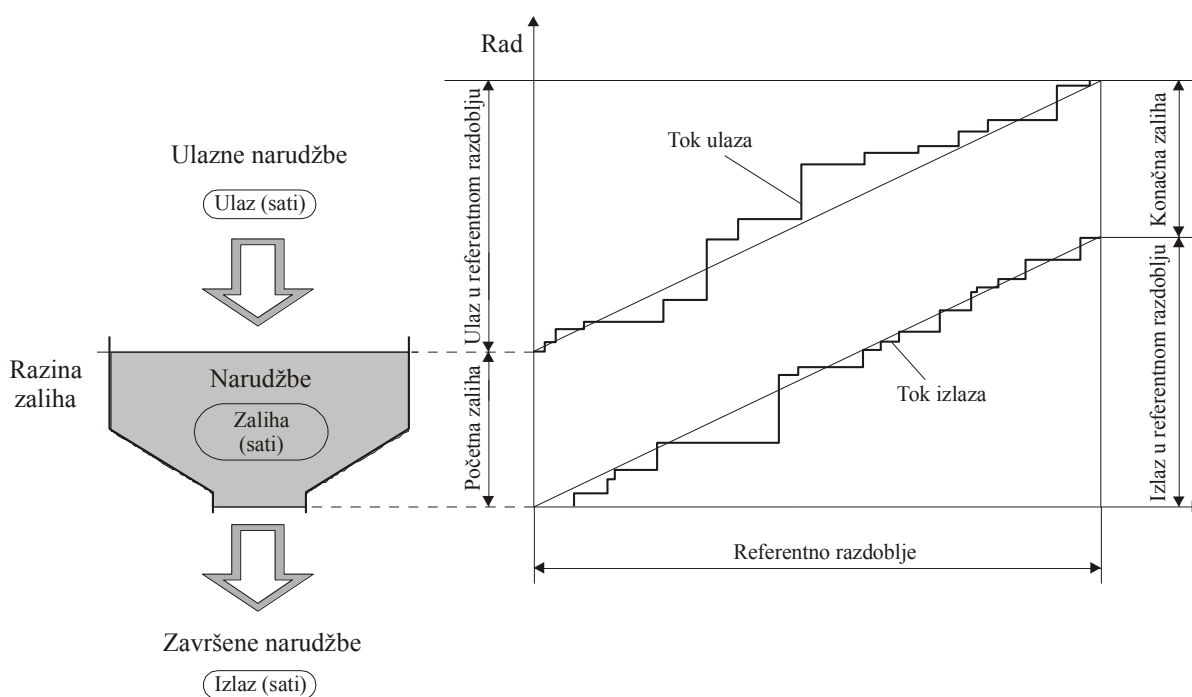 Ulazne narudžbe
Ulaz (sati)
Razina
zaliha
Narudžbe
Zaliha
(sati)
Završene narudžbe
Izlaz (sati)
Rad
Ulaz u referentnom razdoblju
Početna zaliha
Tok ulaza
Tok izlaza
Referentno razdoblje
Konačna zaliha
Izlaz u referentnom razdoblju